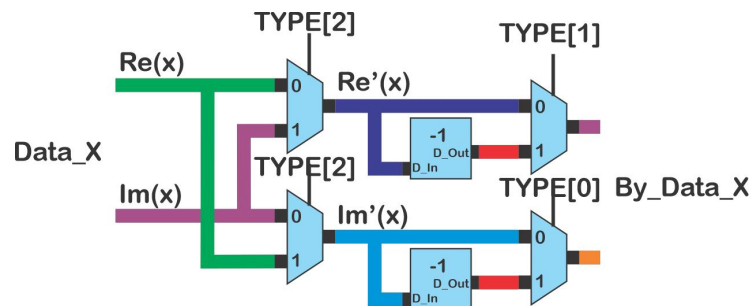 TYPE[2]
TYPE[1]
Re(x)
0
Re'(x)
0
-1
1
D_Out
1
Data_X
D_In
TYPE[2]
TYPE[0] By_Data_X
Im(x)
0
Im'(x)
0
-1
1
D_Out
1
D_In